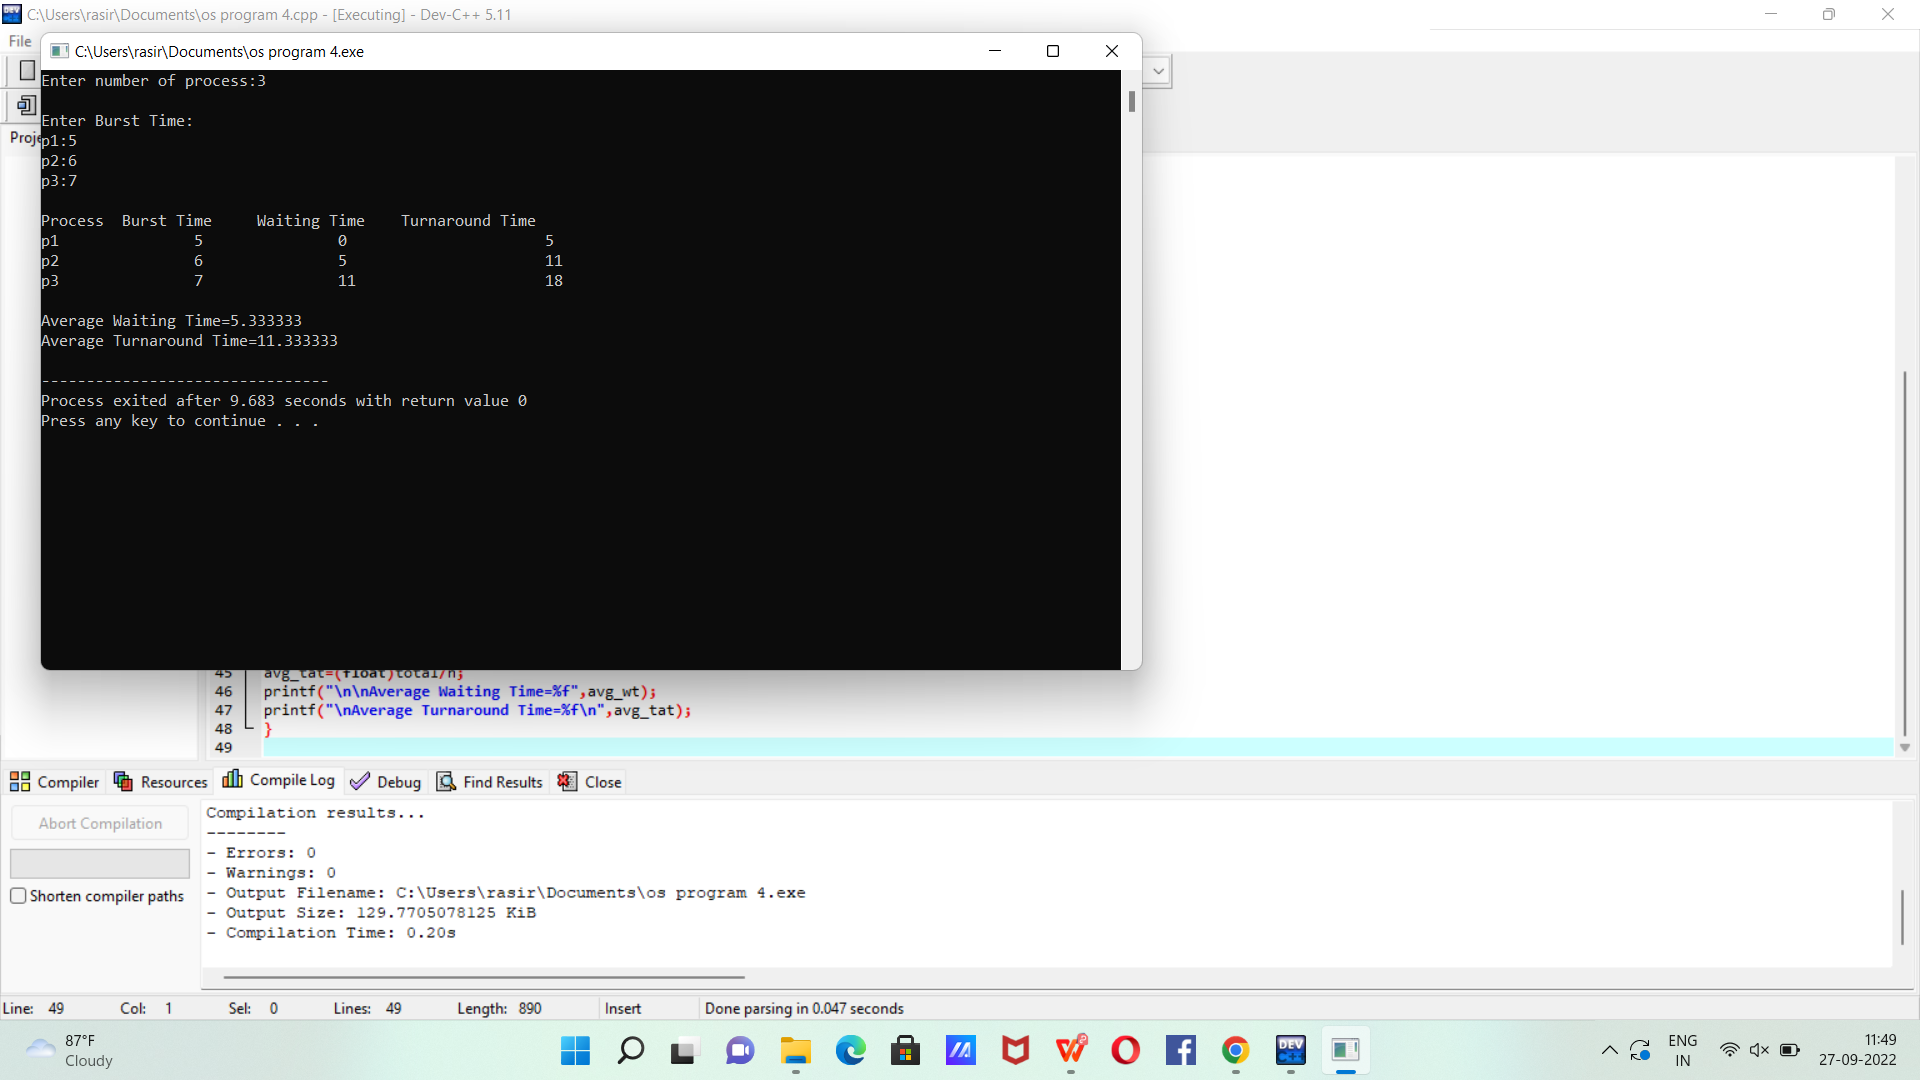 C:\Users\rasir\Documents\os program 4.cpp - [Executing] - Dev-C++ 5.11
File
C:\Users\rasir\Documents\os program 4.exe
Proje
Enter number of process:3
Enter Burst Time:
p1:5
p2:6
p3:7
Process Burst Time Waiting Time Turnaround Time
p1 5 0 5
p2 6 5 11
p3 7 11 18
Average Waiting Time=5.333333
Average Turnaround Time=11.333333
--------------------------------
Process exited after 9.683 seconds with return value 0
Press any key to continue . . .
45 avg_tat=(float)total/n;
46 printf("\n\nAverage Waiting Time=%f",avg_wt);
47 printf("\nAverage Turnaround Time=%f\n",avg_tat);
48 }
49
Compiler Resources Compile Log Debug Find Results Close
Abort Compilation
Shorten compiler paths
Compilation results...
--------
- Errors: 0
- Warnings: 0
- Output Filename: C:\Users\rasir\Documents\os program 4.exe
- Output Size: 129.7705078125 KiB
- Compilation Time: 0.20s
Line: 49 Col: 1 Sel: 0 Lines: 49 Length: 890 Insert Done parsing in 0.047 seconds
87°F
Cloudy
DEV
C++
ENG
IN
11:49
27-09-2022